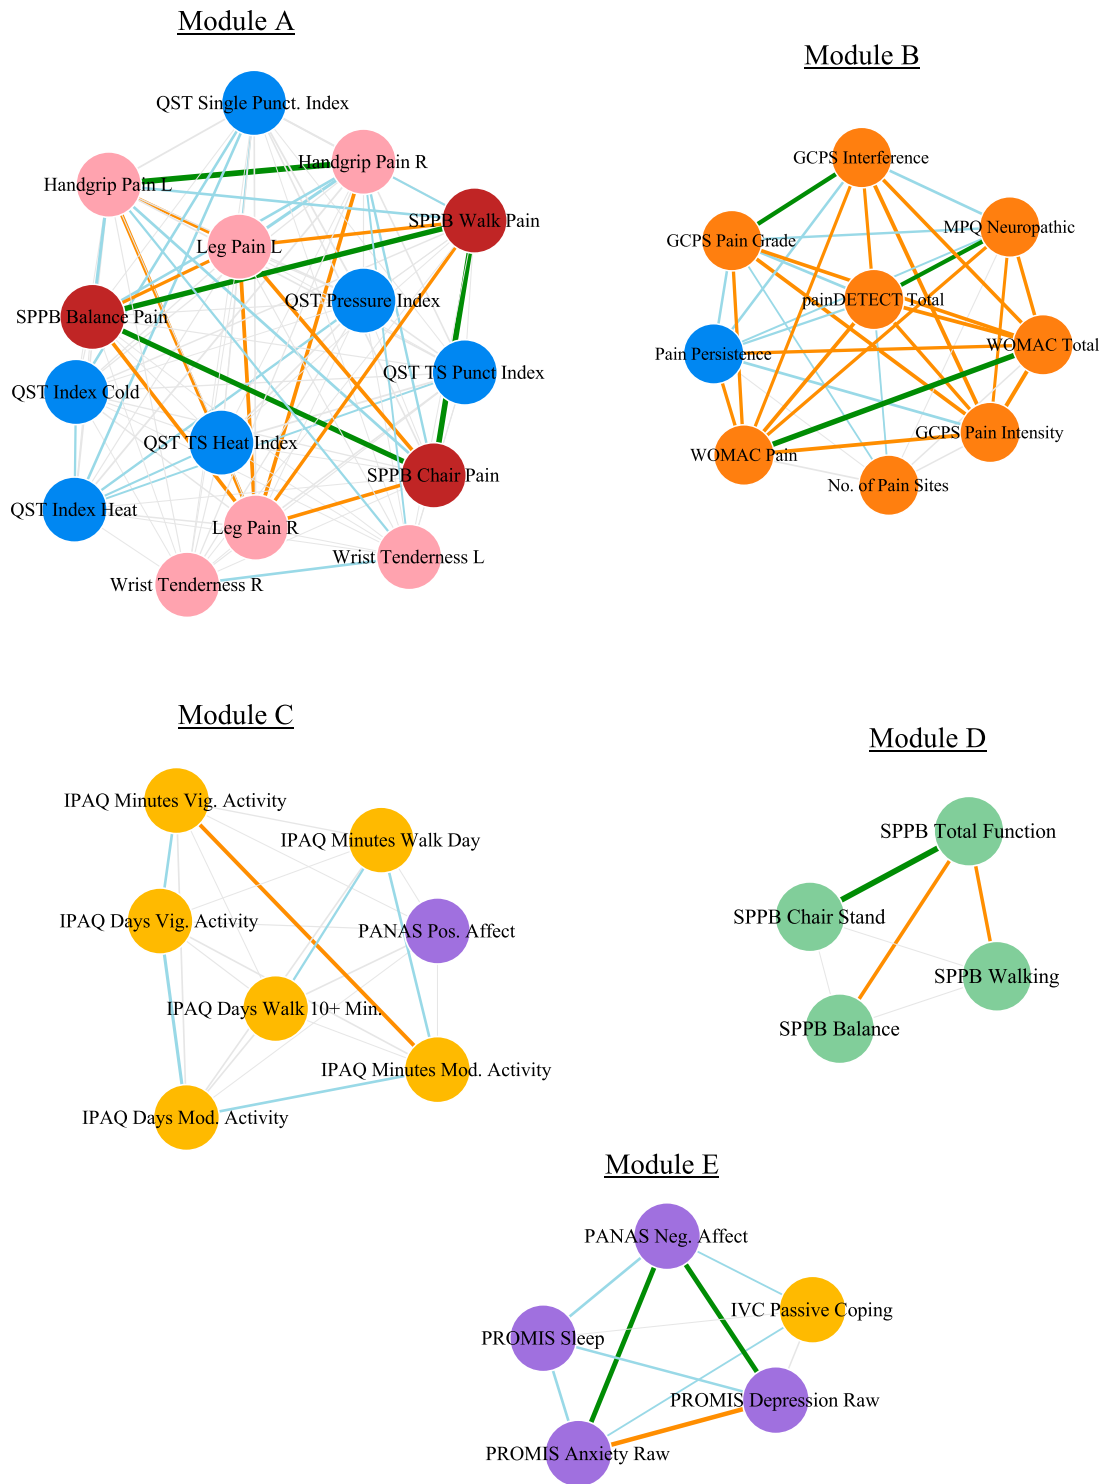 Module A
QST Single Punct. Index
Handgrip Pain R
Handgrip Pain L
SPPB Walk Pain
Leg Pain L
QST Pressure Index
SPPB Balance Pain
QST TS Punct Index
QST Index Cold
QST TS Heat Index
SPPB Chair Pain
QST Index Heat
Leg Pain R
Wrist Tenderness L
Wrist Tenderness R
Module B
GCPS Interference
MPQ Neuropathic
GCPS Pain Grade
painDETECT Total
WOMAC Total
Pain Persistence
GCPS Pain Intensity
WOMAC Pain
No. of Pain Sites
Module C
IPAQ Minutes Vig. Activity
IPAQ Minutes Walk Day
IPAQ Days Vig. Activity
PANAS Pos. Affect
IPAQ Days Walk 10+ Min.
IPAQ Minutes Mod. Activity
IPAQ Days Mod. Activity
Module D
SPPB Total Function
SPPB Chair Stand
SPPB Walking
SPPB Balance
Module E
PANAS Neg. Affect
IVC Passive Coping
PROMIS Sleep
PROMIS Depression Raw
PROMIS Anxiety Raw